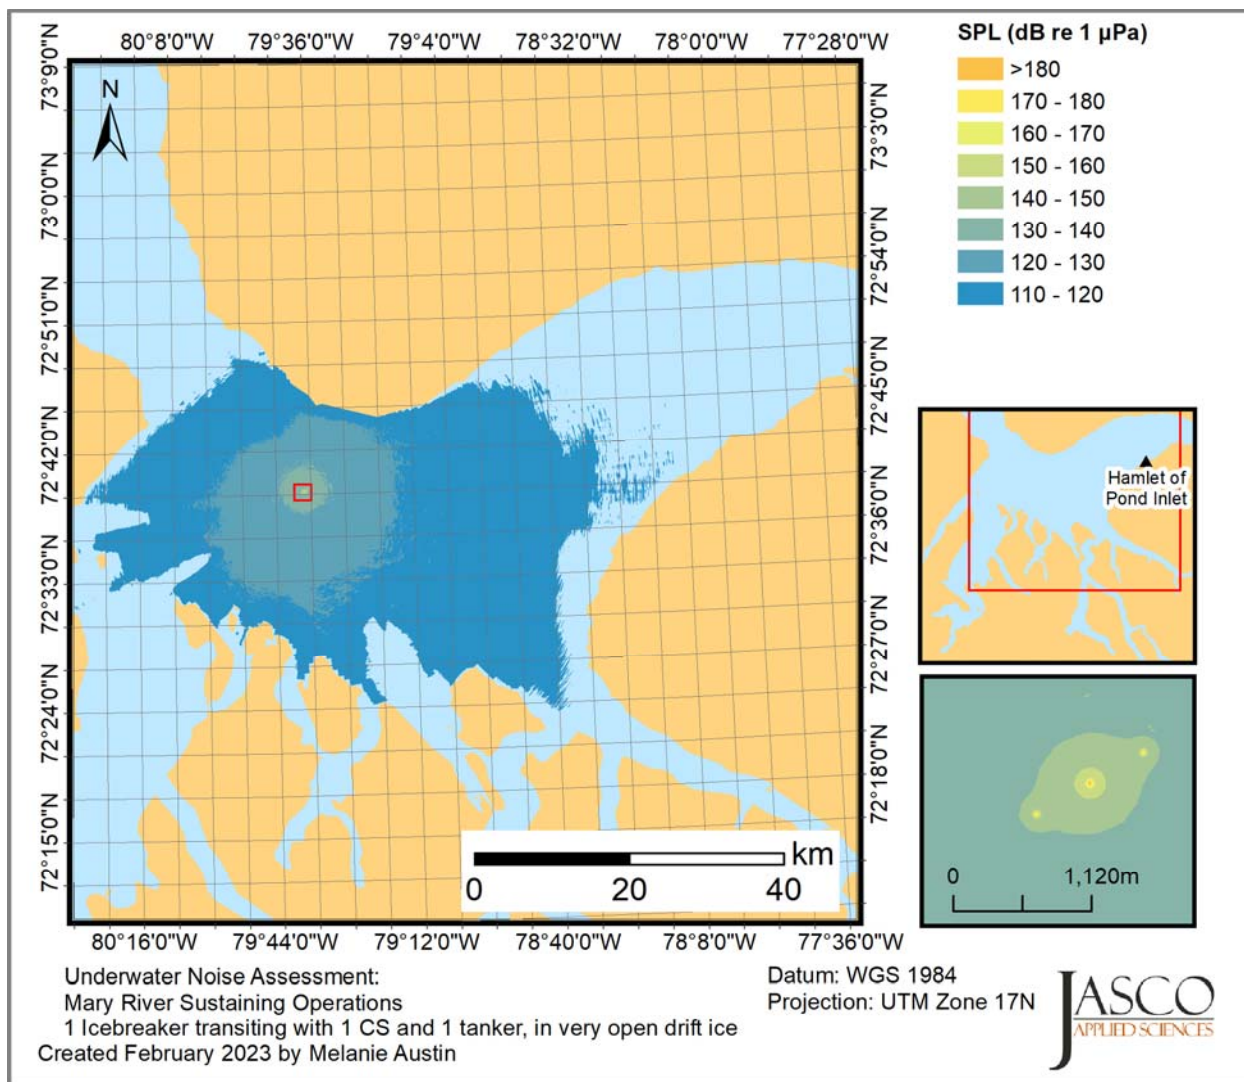 80°8'0"W 79°36'0"W 79°4'0"W 78°32'0"W 78°0'0"W 77°28'0"W
73°9'0"N
73°0'0"N
72°51'0"N
72°42'0"N
72°33'0"N
72°24'0"N
72°15'0"N
N
73°3'0"N
72°54'0"N
72°45'0"N
72°36'0"N
72°27'0"N
72°18'0"N
km
0 20 40
80°16'0"W 79°44'0"W 79°12'0"W 78°40'0"W 78°8'0"W 77°36'0"W
SPL (dB re 1 µPa)
>180
170 - 180
160 - 170
150 - 160
140 - 150
130 - 140
120 - 130
110 - 120
Hamlet of
Pond Inlet
0 1,120m
Underwater Noise Assessment:
Mary River Sustaining Operations
1 Icebreaker transiting with 1 CS and 1 tanker, in very open drift ice
Created February 2023 by Melanie Austin
Datum: WGS 1984
Projection: UTM Zone 17N
JASCO
APPLIED SCIENCES